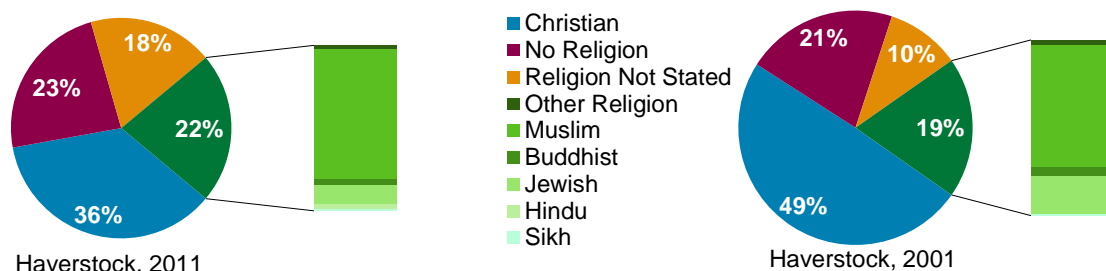 18%
23%
22%
36%
Haverstock, 2011
Christian
No Religion
Religion Not Stated
Other Religion
Muslim
Buddhist
Jewish
Hindu
Sikh
21%
10%
19%
49%
Haverstock, 2001